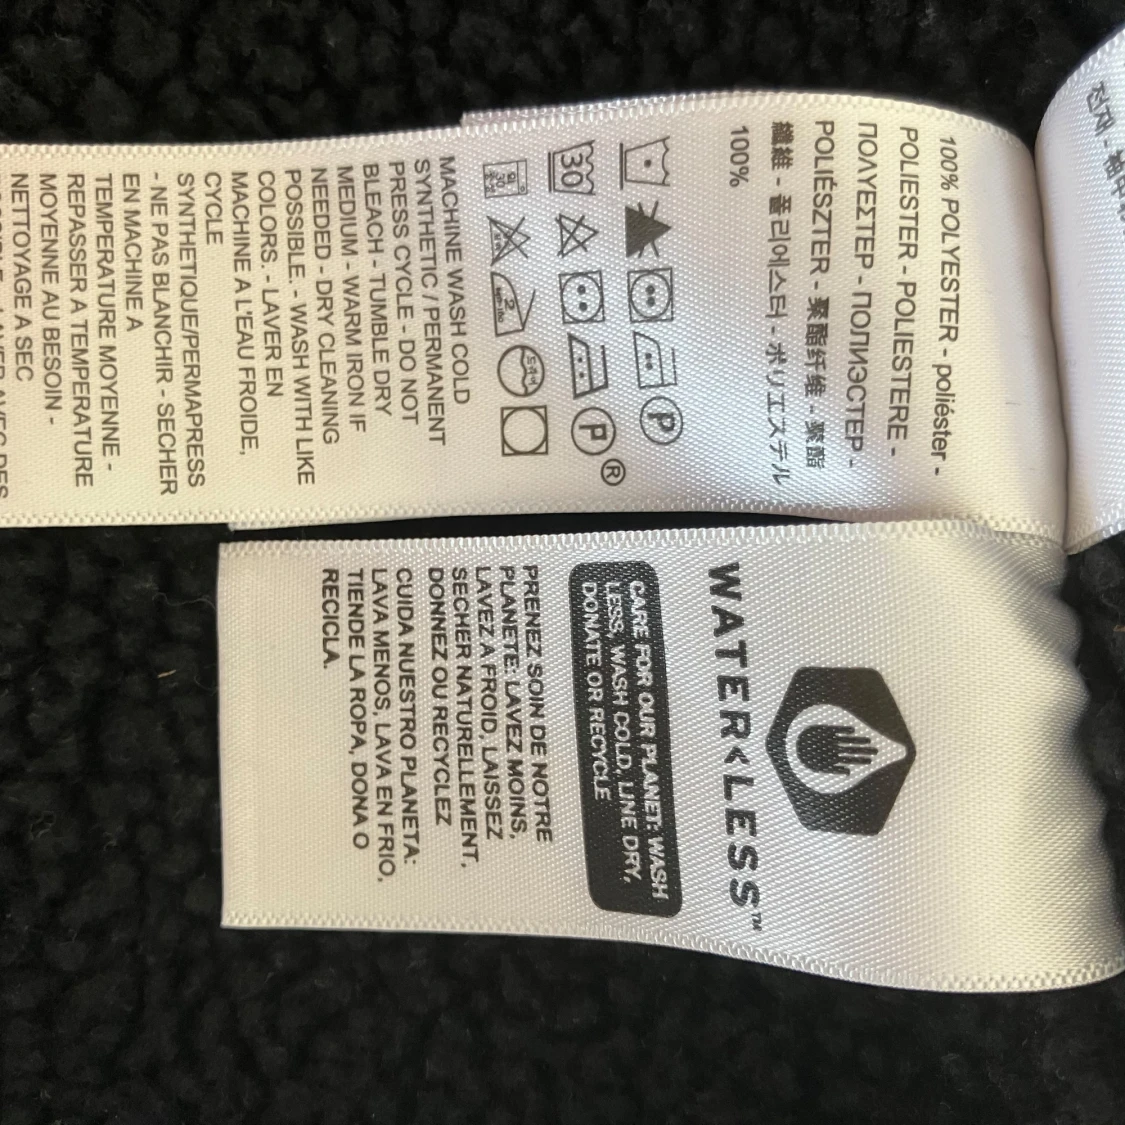 100% POLYESTER - poliéster -
POLIESTER - POLIESTERE -
ΠΟΛΥΕΣΤΕΡ - ПОЛИЭСТЕР -
POLIÉSZTER - 聚酯纤维 - 聚酯
纖維 - 폴리에스터 - ポリエステル
100%
P
30 P ®
30
MACHINE WASH COLD
SYNTHETIC / PERMANENT
PRESS CYCLE - DO NOT
BLEACH - TUMBLE DRY
MEDIUM - WARM IRON IF
NEEDED - DRY CLEANING
POSSIBLE. - WASH WITH LIKE
COLORS. - LAVER EN
MACHINE A L'EAU FROIDE,
CYCLE
SYNTHETIQUE/PERMAPRESS
- NE PAS BLANCHIR - SECHER
EN MACHINE A
TEMPERATURE MOYENNE -
REPASSER A TEMPERATURE
MOYENNE AU BESOIN -
NETTOYAGE A SEC
WATER<LESS™
CARE FOR OUR PLANET: WASH
LESS, WASH COLD, LINE DRY,
DONATE OR RECYCLE
PRENEZ SOIN DE NOTRE
PLANETE: LAVEZ MOINS,
LAVEZ A FROID, LAISSEZ
SECHER NATURELLEMENT,
DONNEZ OU RECYCLEZ
CUIDA NUESTRO PLANETA:
LAVA MENOS, LAVA EN FRIO,
TIENDE LA ROPA, DONA O
RECICLA.